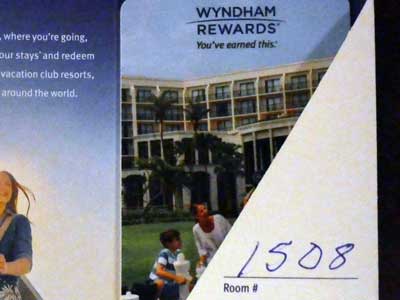 , where you're going,
our stays* and redeem
vacation club resorts,
around the world.
WYNDHAM
REWARDS®
You've earned this.®
1508
Room #